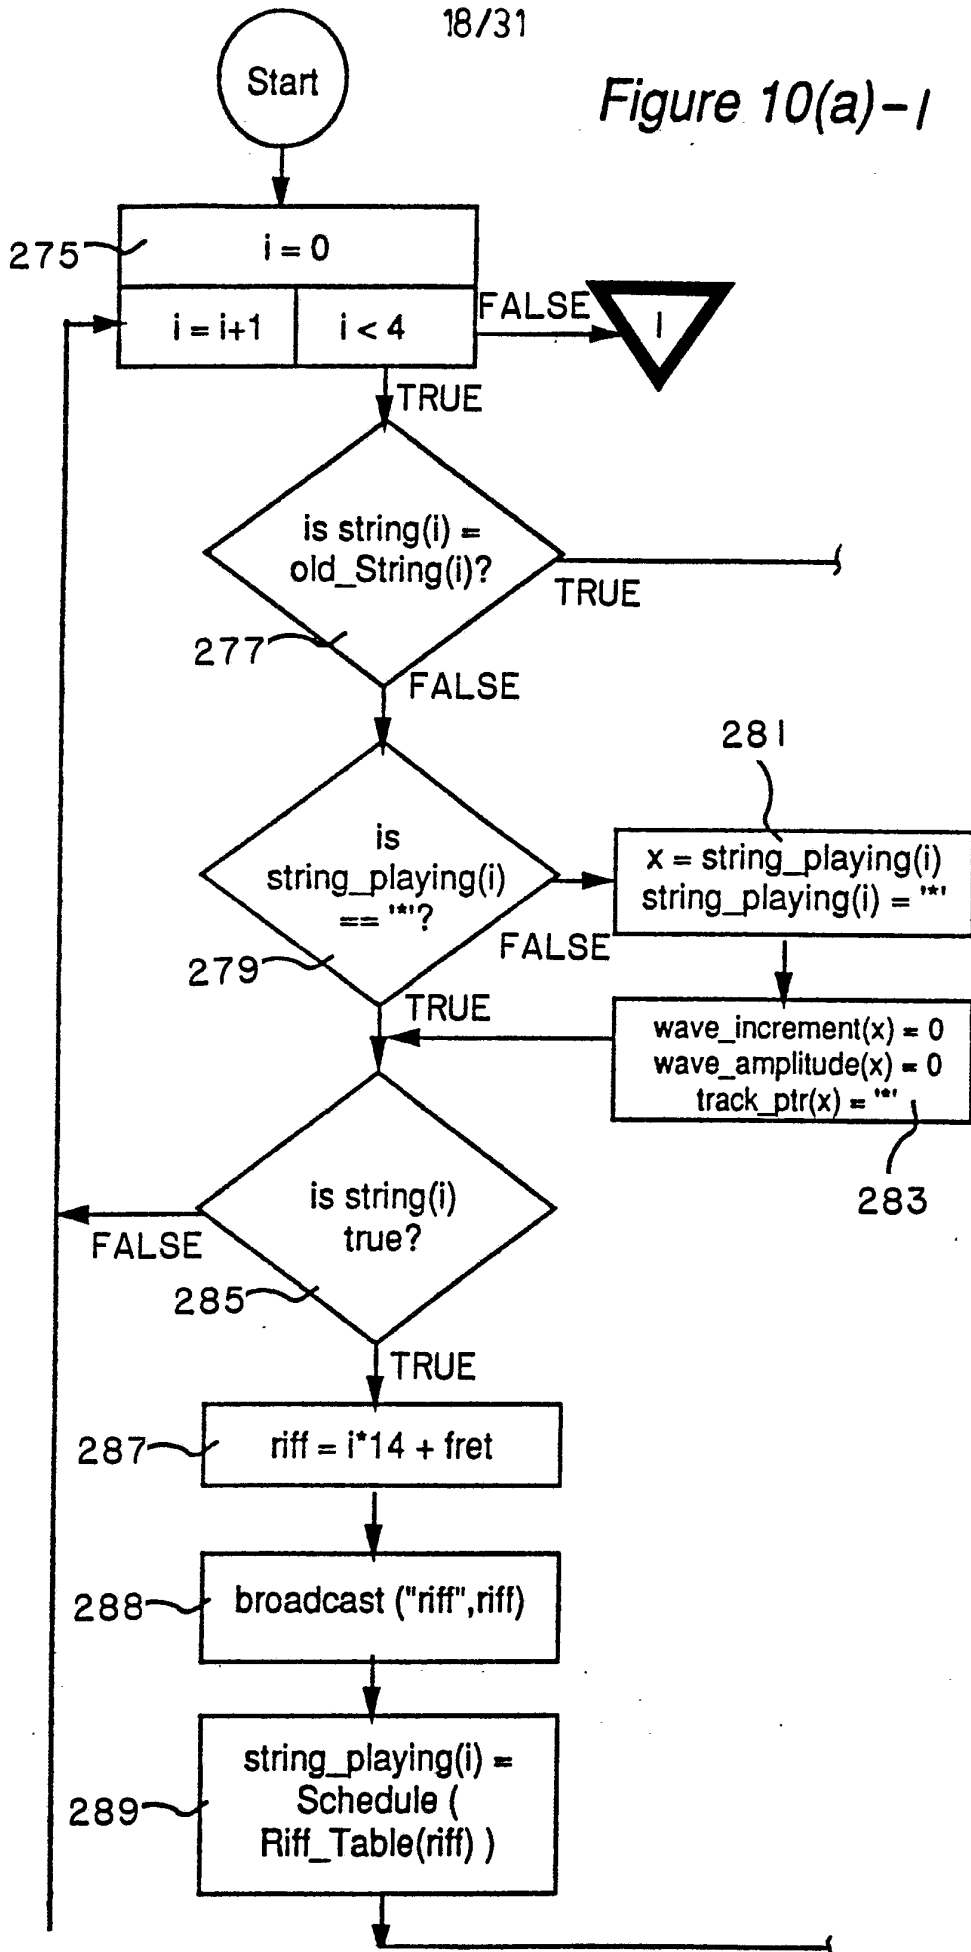 18/31
Start
Figure 10(a)-1
275
i = 0
i = i+1
i < 4
FALSE
1
TRUE
is string(i) =
old_String(i)?
TRUE
277
FALSE
281
is
string_playing(i)
== '*'?
x = string_playing(i)
string_playing(i) = '*'
279
FALSE
TRUE
wave_increment(x) = 0
wave_amplitude(x) = 0
track_ptr(x) = '*'
283
is string(i)
true?
FALSE
285
TRUE
287
riff = i*14 + fret
288
broadcast ("riff",riff)
289
string_playing(i) =
Schedule (
Riff_Table(riff) )